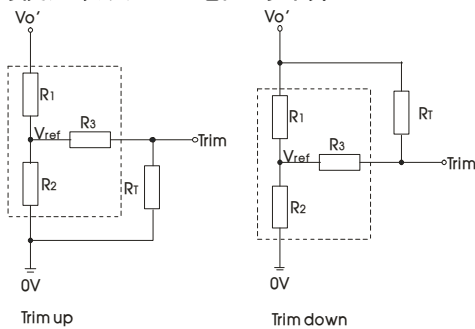 Vo'
R1
Vref
R3
Trim
R2
RT
0V
Trim up
Vo'
R1
RT
Vref
R3
Trim
R2
0V
Trim down